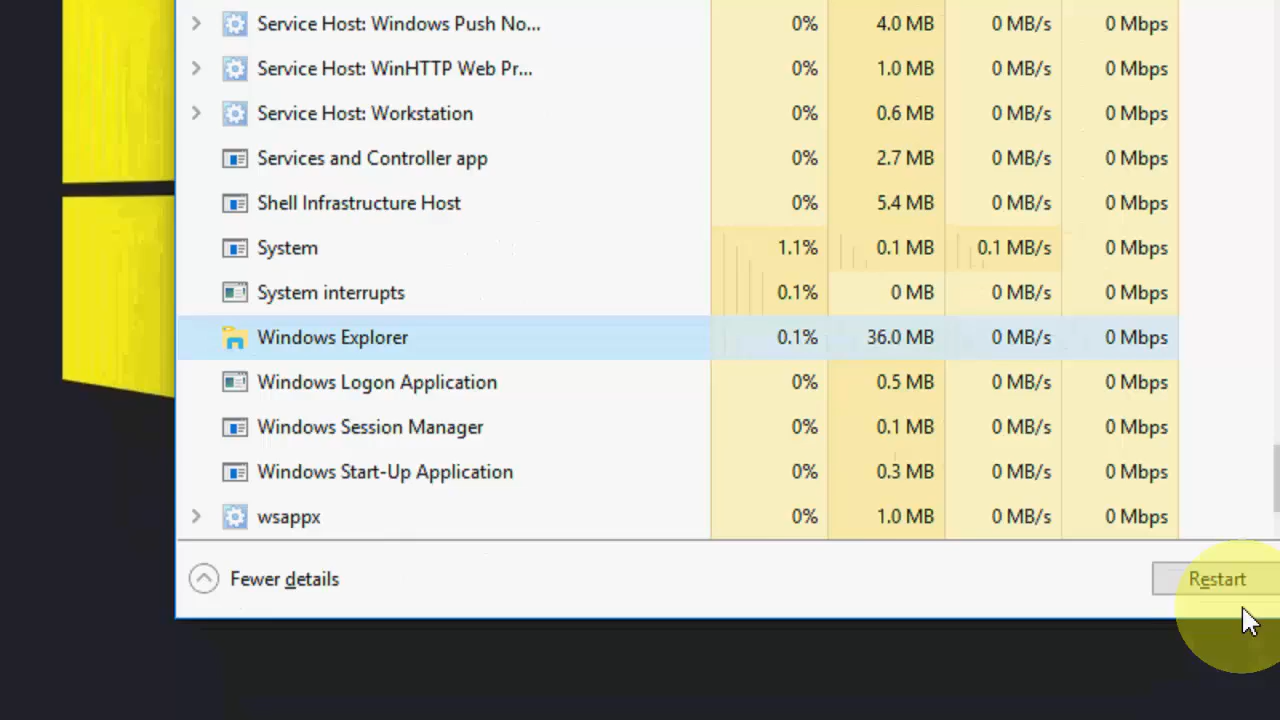 Service Host: Windows Push No... 0% 4.0 MB 0 MB/s 0 Mbps
Service Host: WinHTTP Web Pr... 0% 1.0 MB 0 MB/s 0 Mbps
Service Host: Workstation 0% 0.6 MB 0 MB/s 0 Mbps
Services and Controller app 0% 2.7 MB 0 MB/s 0 Mbps
Shell Infrastructure Host 0% 5.4 MB 0 MB/s 0 Mbps
System 1.1% 0.1 MB 0.1 MB/s 0 Mbps
System interrupts 0.1% 0 MB 0 MB/s 0 Mbps
Windows Explorer 0.1% 36.0 MB 0 MB/s 0 Mbps
Windows Logon Application 0% 0.5 MB 0 MB/s 0 Mbps
Windows Session Manager 0% 0.1 MB 0 MB/s 0 Mbps
Windows Start-Up Application 0% 0.3 MB 0 MB/s 0 Mbps
wsappx 0% 1.0 MB 0 MB/s 0 Mbps
Fewer details Restart